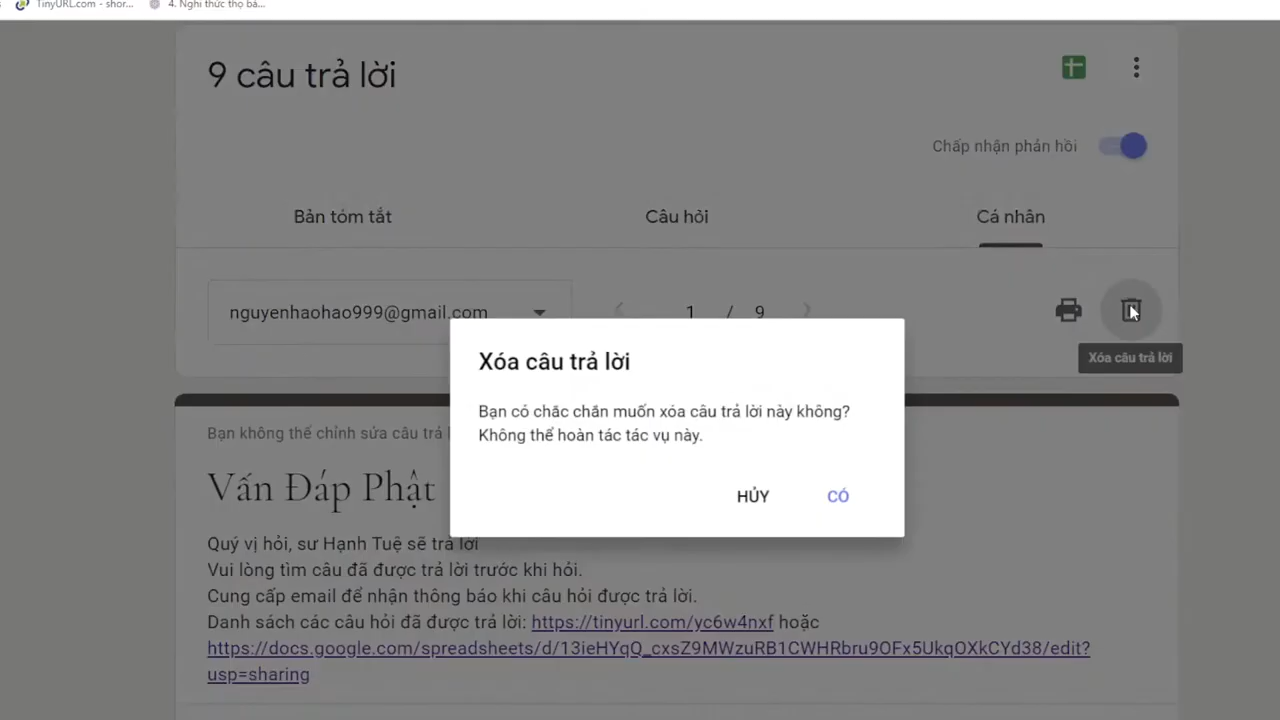 TinyURL.com - shor...
4. Nghi thức thọ bá...
9 câu trả lời
Chấp nhận phản hồi
Bản tóm tắt
Câu hỏi
Cá nhân
nguyenhaohao999@gmail.com
1 / 9
Xóa câu trả lời
Xóa câu trả lời
Bạn có chắc chắn muốn xóa câu trả lời này không?
Không thể hoàn tác tác vụ này.
HỦY
CÓ
Bạn không thể chỉnh sửa câu trả l
Vấn Đáp Phật
Quý vị hỏi, sư Hạnh Tuệ sẽ trả lời
Vui lòng tìm câu đã được trả lời trước khi hỏi.
Cung cấp email để nhận thông báo khi câu hỏi được trả lời.
Danh sách các câu hỏi đã được trả lời: https://tinyurl.com/yc6w4nxf hoặc
https://docs.google.com/spreadsheets/d/13ieHYqQ_cxsZ9MWzuRB1CWHRbru9OFx5UkqOXkCYd38/edit?
usp=sharing